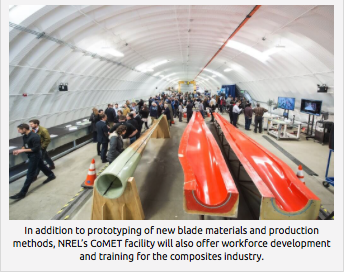 In addition to prototyping of new blade materials and production
methods, NREL's CoMET facility will also offer workforce development
and training for the composites industry.